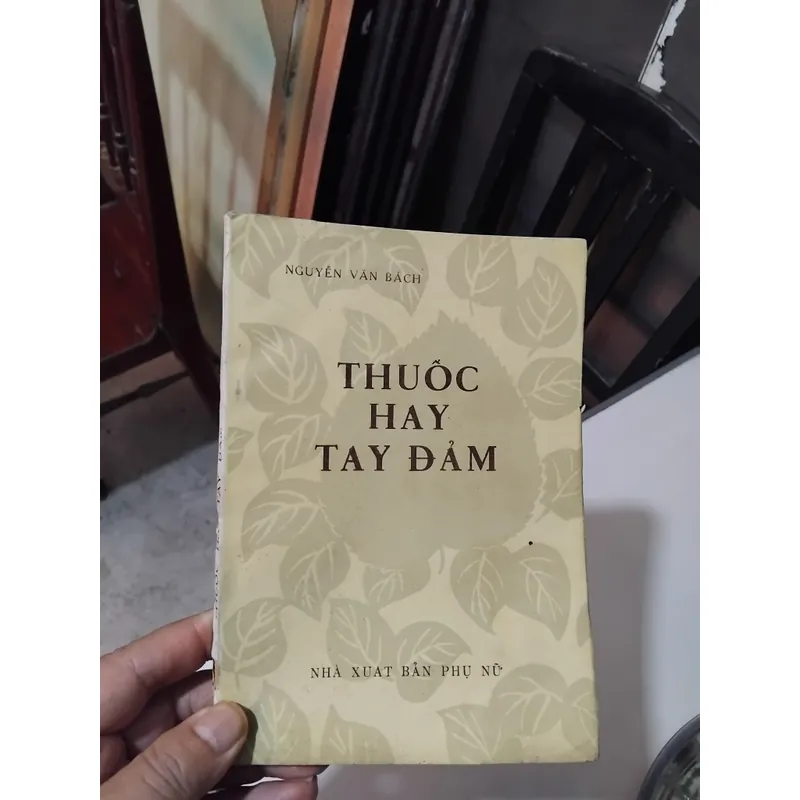 NGUYỄN VĂN BÁCH
THUỐC
HAY
TAY ĐẢM
NHÀ XUẤT BẢN PHỤ NỮ